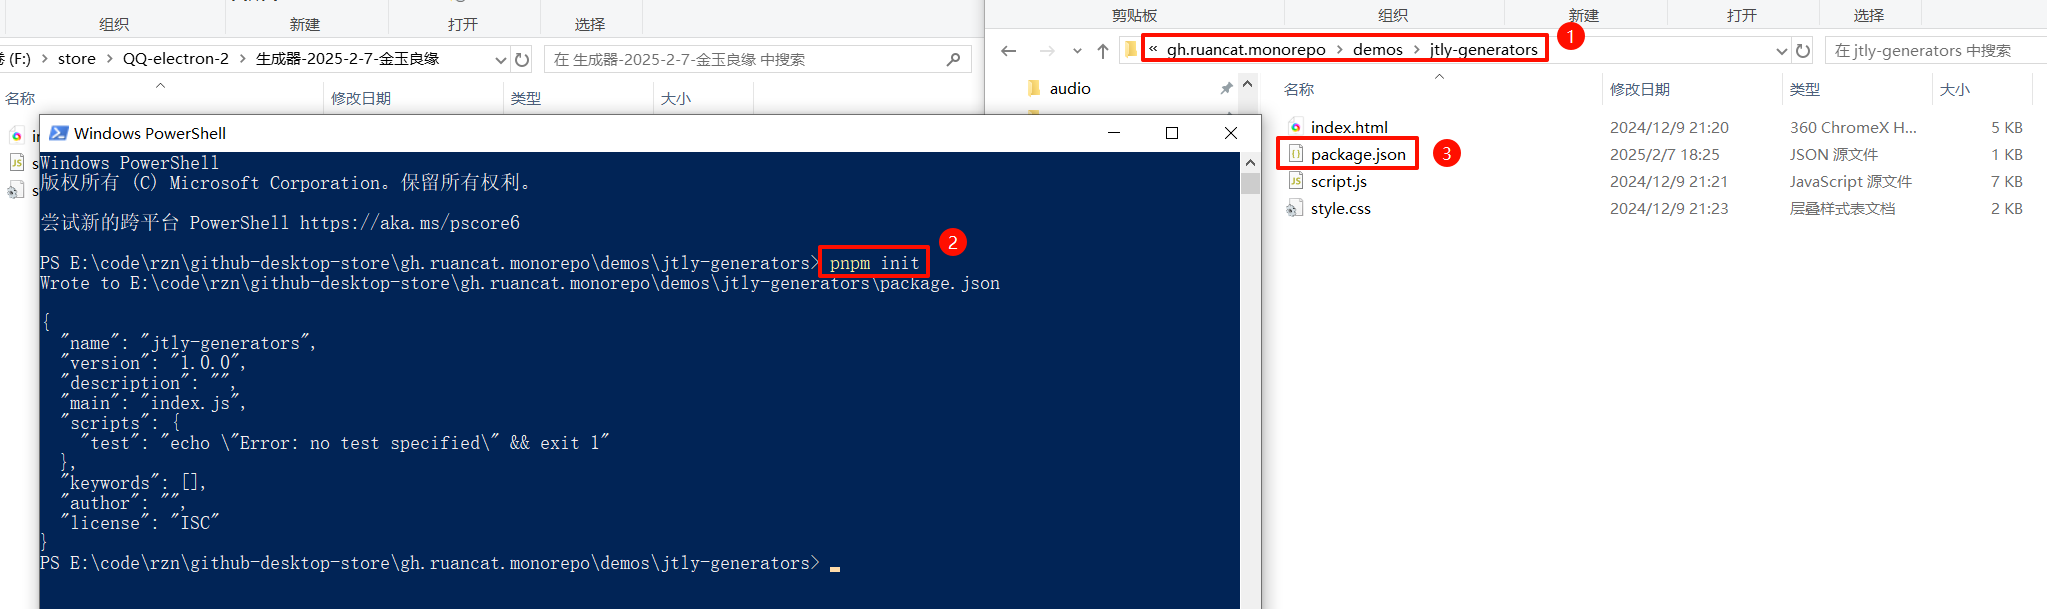 组织
新建
打开
选择
(F:) › store › QQ-electron-2 › 生成器-2025-2-7-金玉良缘
在 生成器-2025-2-7-金玉良缘 中搜索
名称
修改日期
类型
大小
Windows PowerShell
Windows PowerShell
版权所有 (C) Microsoft Corporation。保留所有权利。
尝试新的跨平台 PowerShell https://aka.ms/pscore6
PS E:\code\rzn\github-desktop-store\gh.ruancat.monorepo\demos\jtly-generators> pnpm init
2
Wrote to E:\code\rzn\github-desktop-store\gh.ruancat.monorepo\demos\jtly-generators\package.json
{
"name": "jtly-generators",
"version": "1.0.0",
"description": "",
"main": "index.js",
"scripts": {
"test": "echo \"Error: no test specified\" && exit 1"
},
"keywords": [],
"author": "",
"license": "ISC"
}
PS E:\code\rzn\github-desktop-store\gh.ruancat.monorepo\demos\jtly-generators>
剪贴板
组织
新建
打开
选择
« gh.ruancat.monorepo › demos › jtly-generators
1
在 jtly-generators 中搜索
audio
名称
修改日期
类型
大小
index.html 2024/12/9 21:20 360 ChromeX H... 5 KB
package.json 3 2025/2/7 18:25 JSON 源文件 1 KB
script.js 2024/12/9 21:21 JavaScript 源文件 7 KB
style.css 2024/12/9 21:23 层叠样式表文档 2 KB